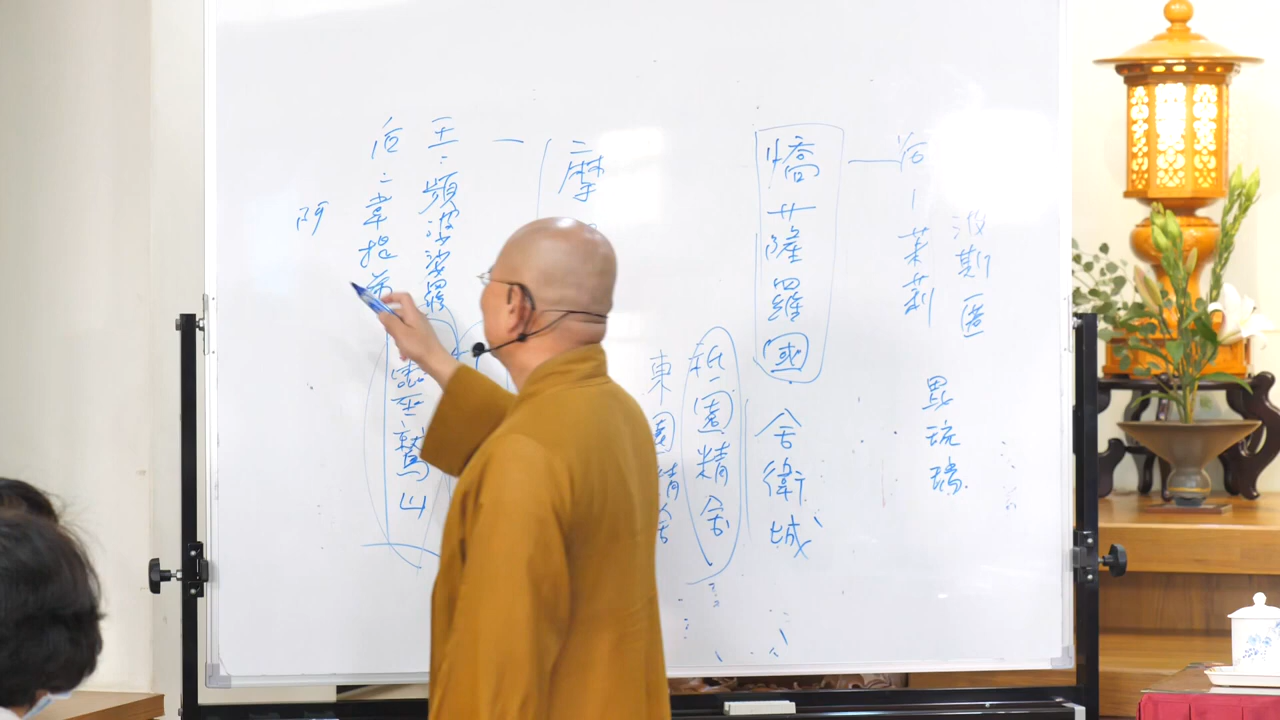 波斯匿
毘琉璃
后—茉莉
憍薩羅國
舍衛城
祇園精舍
東園精舍
摩
王：頻婆娑羅
靈鷲山
后：韋提
阿